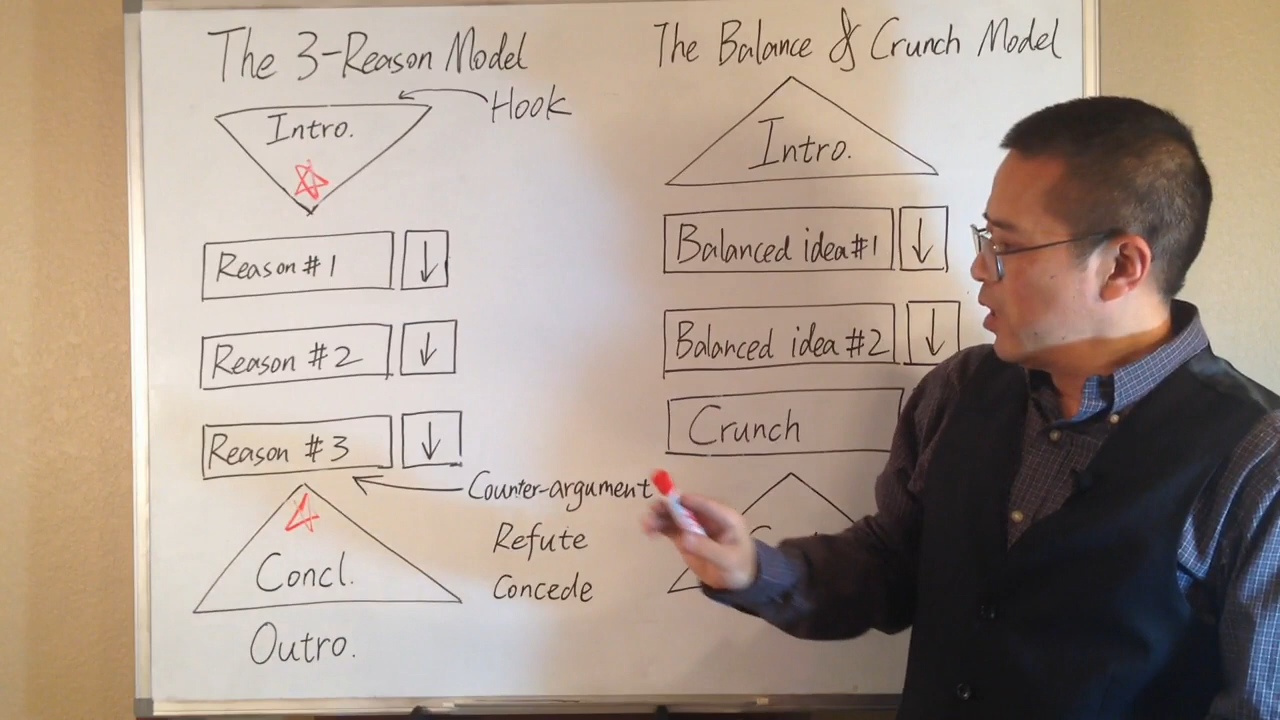 The 3-Reason Model
Hook
Intro.
Reason #1
Reason #2
Reason #3
Counter-argument
Refute
Concede
Concl.
Outro.
The Balance & Crunch Model
Intro.
Balanced idea #1
Balanced idea #2
Crunch